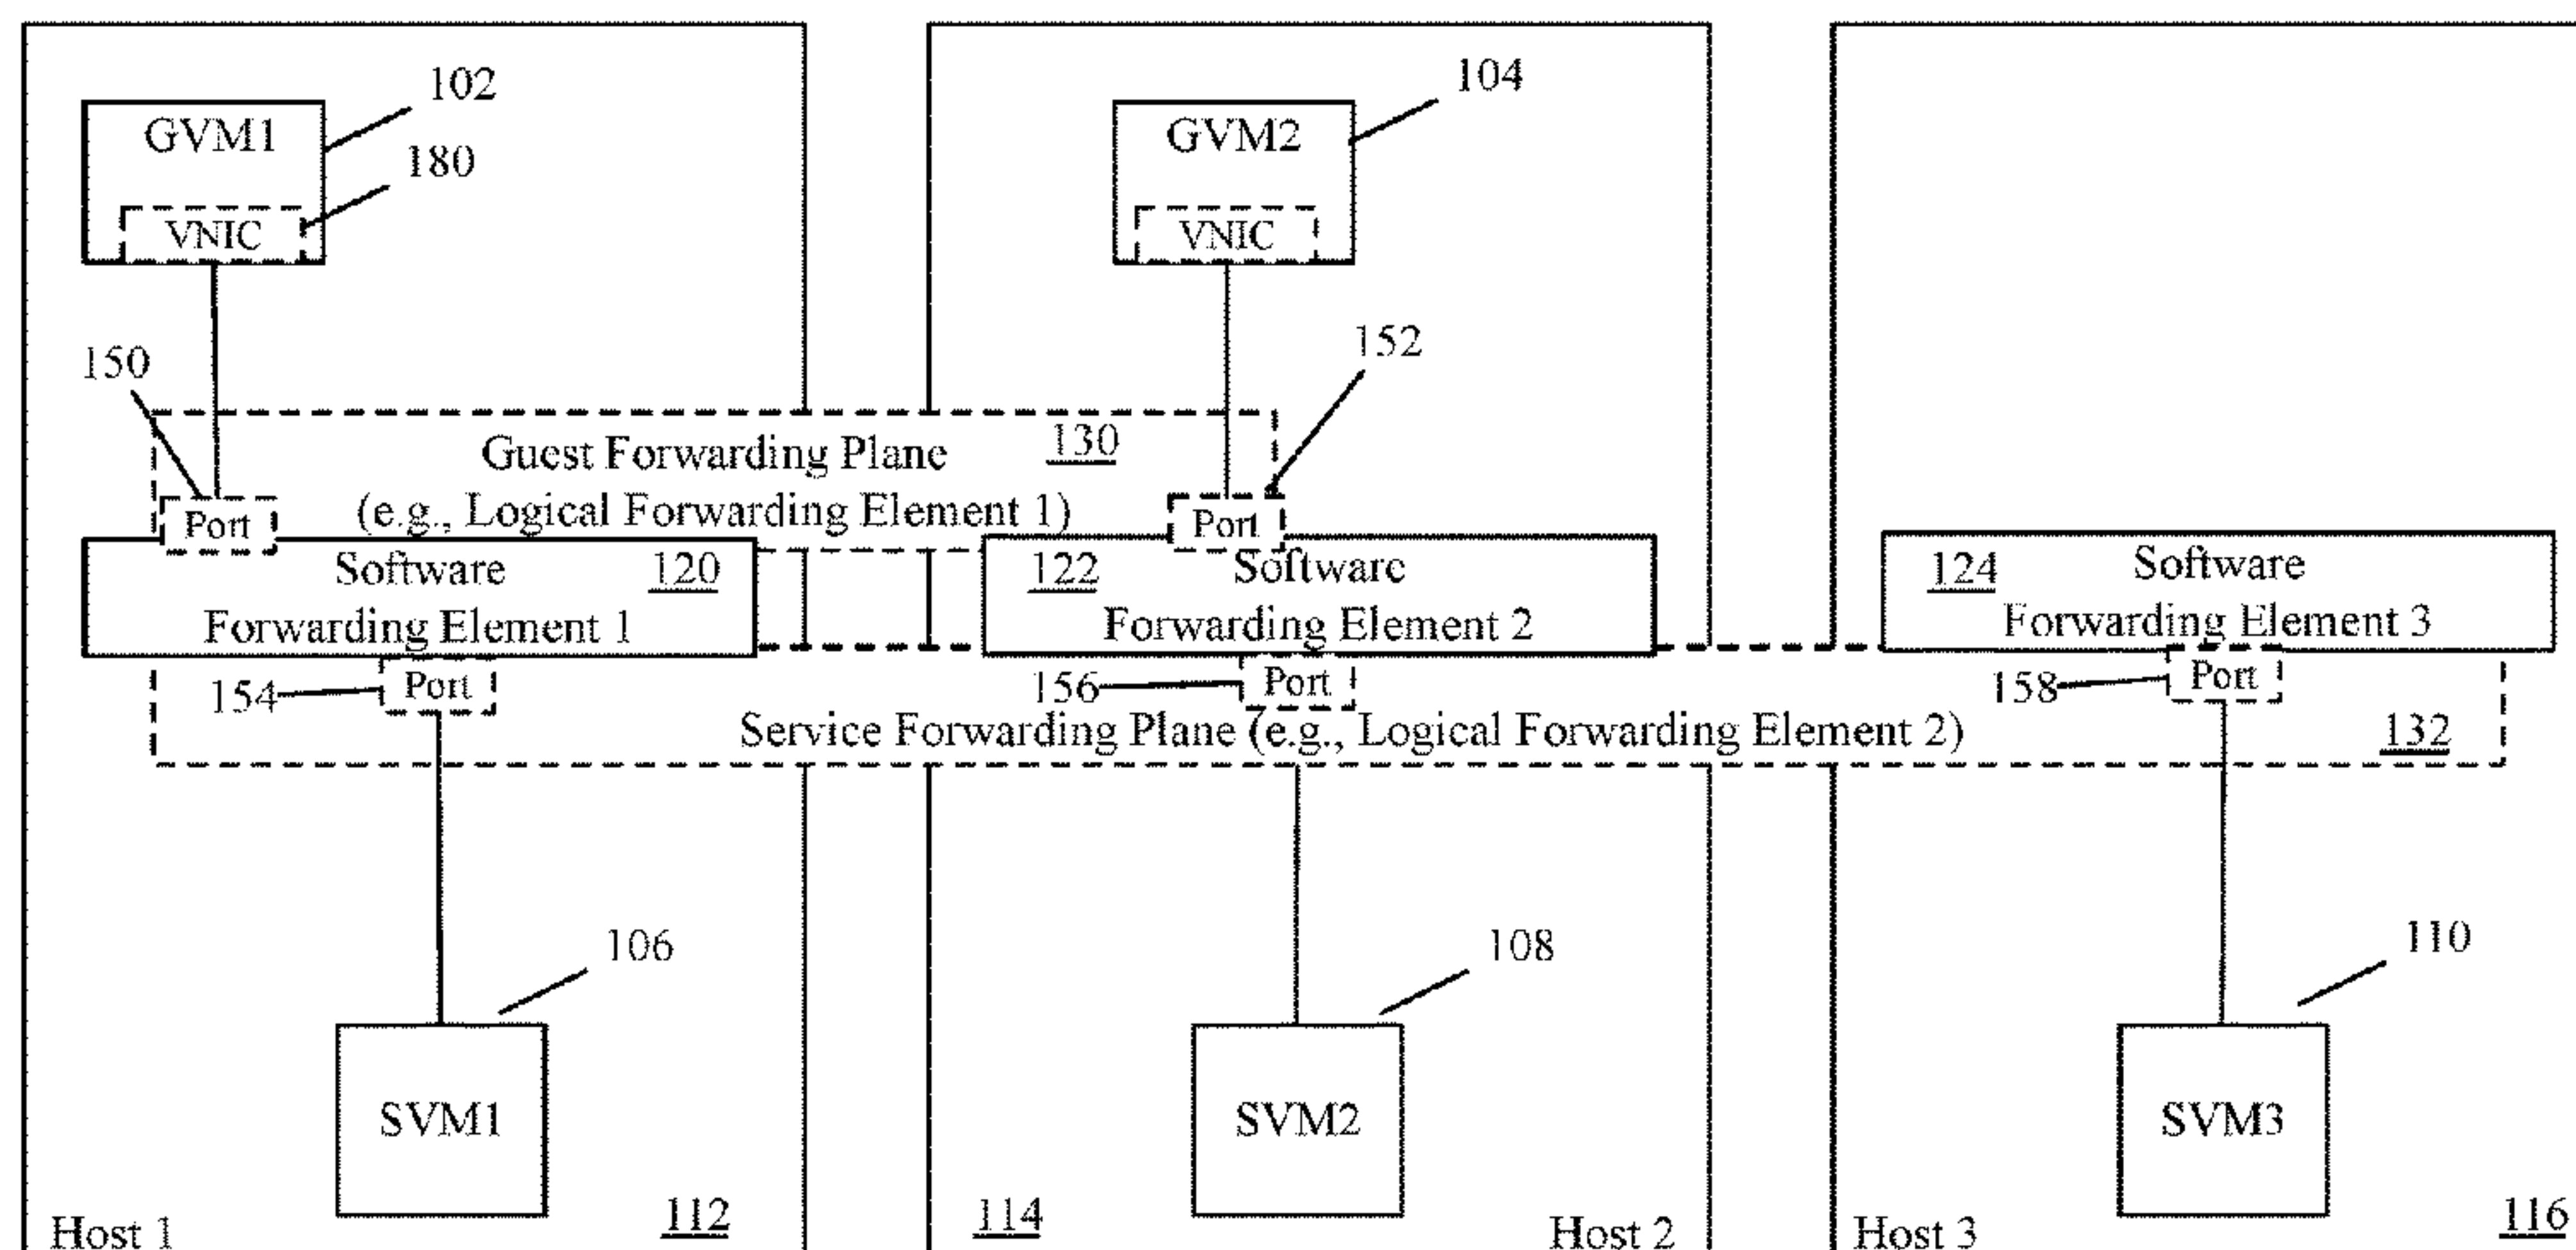 102
GVM1
180
VNIC
104
GVM2
VNIC
150
152
Guest Forwarding Plane 130
(e.g., Logical Forwarding Element 1)
Port
Port
Software 120
Forwarding Element 1
122 Software
Forwarding Element 2
124 Software
Forwarding Element 3
154 Port
156 Port
158 Port
Service Forwarding Plane (e.g., Logical Forwarding Element 2) 132
106
108
110
SVM1
SVM2
SVM3
Host 1 112
114 Host 2
Host 3 116